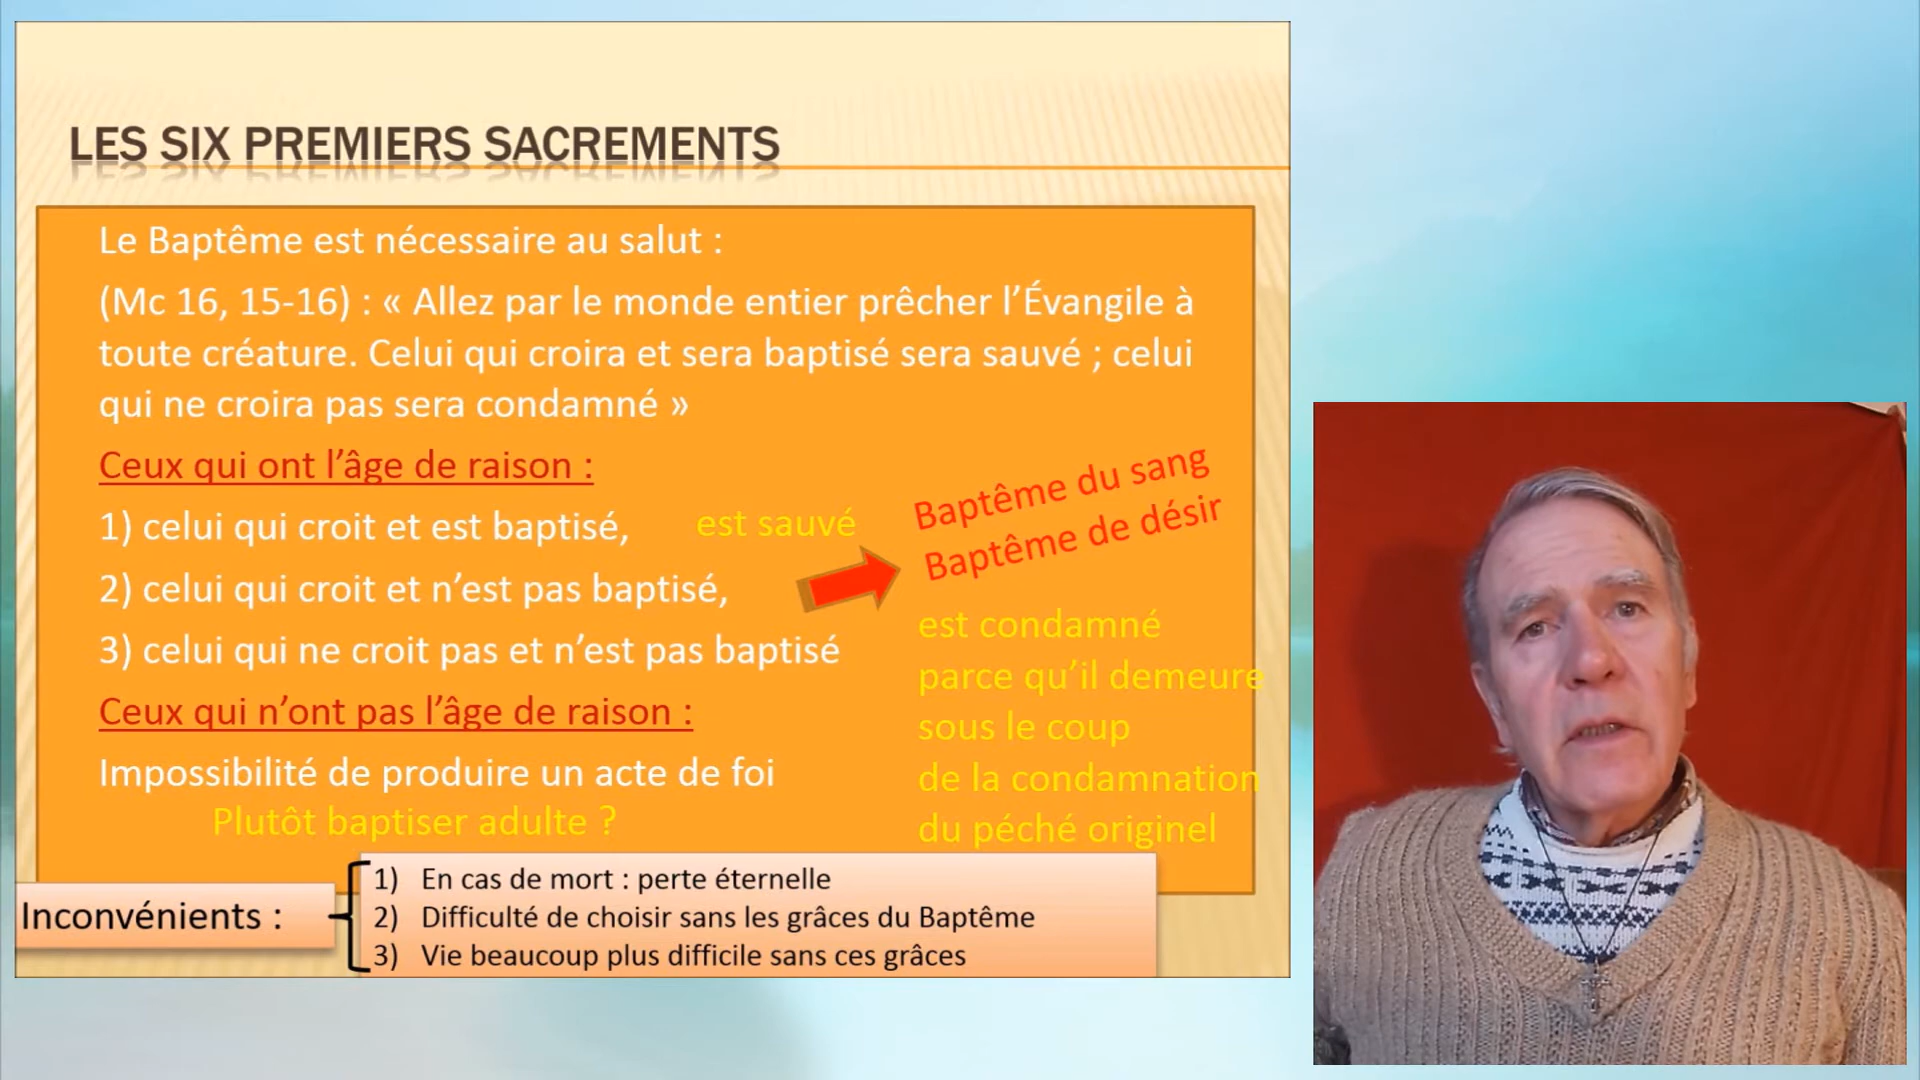 LES SIX PREMIERS SACREMENTS
Le Baptême est nécessaire au salut :
(Mc 16, 15-16) : « Allez par le monde entier prêcher l’Évangile à
toute créature. Celui qui croira et sera baptisé sera sauvé ; celui
qui ne croira pas sera condamné »
Ceux qui ont l’âge de raison :
1) celui qui croit et est baptisé,
est sauvé
2) celui qui croit et n’est pas baptisé,
Baptême du sang
Baptême de désir
3) celui qui ne croit pas et n’est pas baptisé
est condamné
parce qu’il demeure
sous le coup
de la condamnation
du péché originel
Ceux qui n’ont pas l’âge de raison :
Impossibilité de produire un acte de foi
Plutôt baptiser adulte ?
Inconvénients :
1) En cas de mort : perte éternelle
2) Difficulté de choisir sans les grâces du Baptême
3) Vie beaucoup plus difficile sans ces grâces